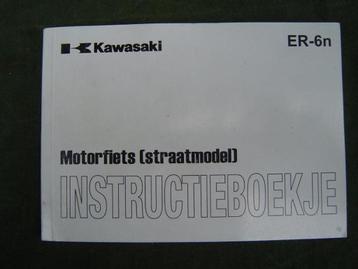 Kawasaki
ER-6n
Motorfiets (straatmodel)
INSTRUCTIEBOEKJE